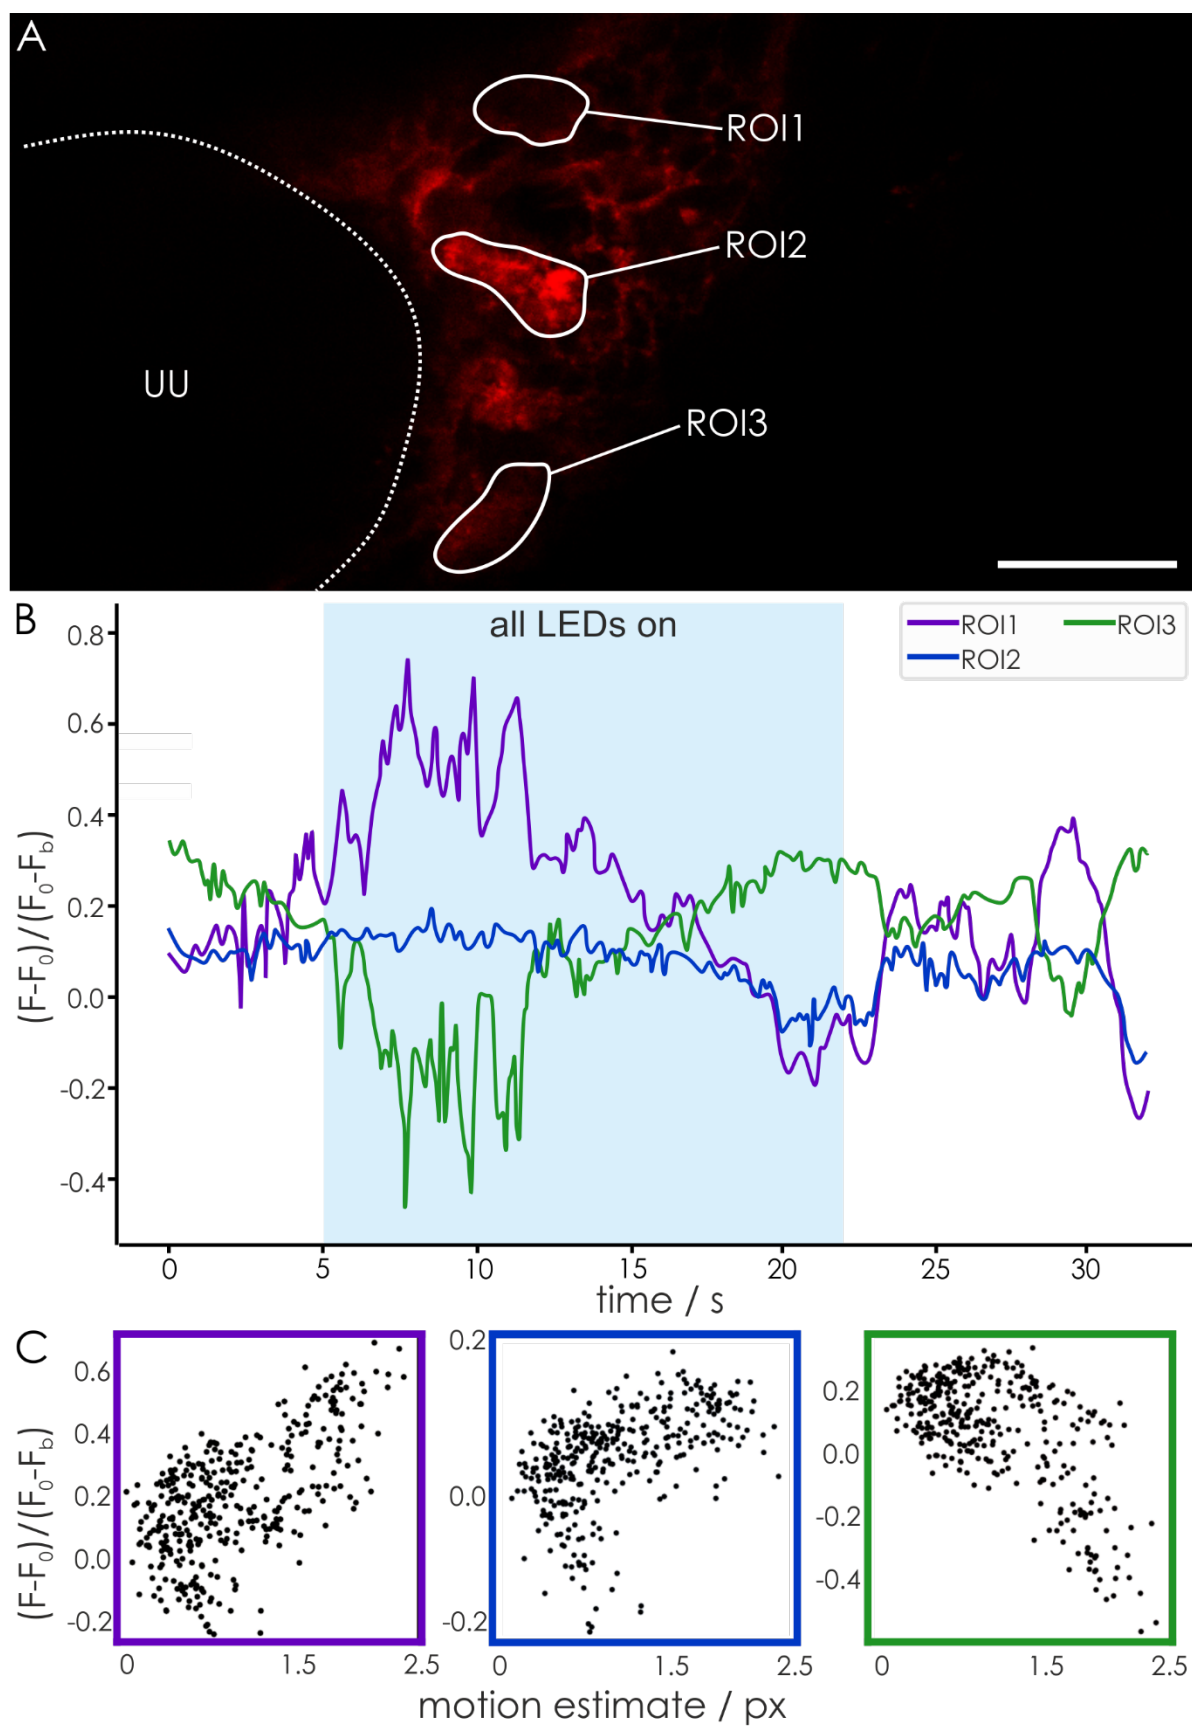 A
ROI1
ROI2
UU
ROI3
B
all LEDs on
ROI1 ROI3
ROI2
0.8
0.6
0.4
0.2
0.0
-0.2
-0.4
(F-F₀)/(F₀-F_b)
0 5 10 15 20 25 30
time / s
C
0.6
0.4
0.2
0.0
-0.2
(F-F₀)/(F₀-F_b)
0 1.5 2.5
0.2
0.0
-0.2
0 1.5 2.5
0.2
0.0
-0.2
-0.4
0 1.5 2.5
motion estimate / px